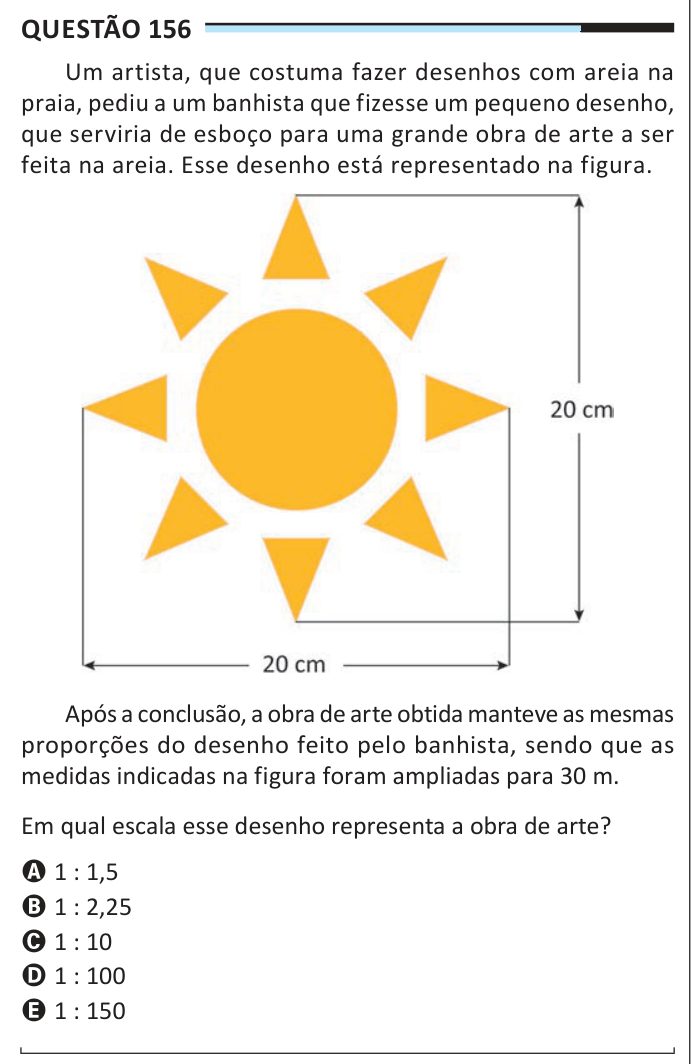 QUESTÃO 156
Um artista, que costuma fazer desenhos com areia na
praia, pediu a um banhista que fizesse um pequeno desenho,
que serviria de esboço para uma grande obra de arte a ser
feita na areia. Esse desenho está representado na figura.
20 cm
20 cm
Após a conclusão, a obra de arte obtida manteve as mesmas
proporções do desenho feito pelo banhista, sendo que as
medidas indicadas na figura foram ampliadas para 30 m.
Em qual escala esse desenho representa a obra de arte?
A 1 : 1,5
B 1 : 2,25
C 1 : 10
D 1 : 100
E 1 : 150